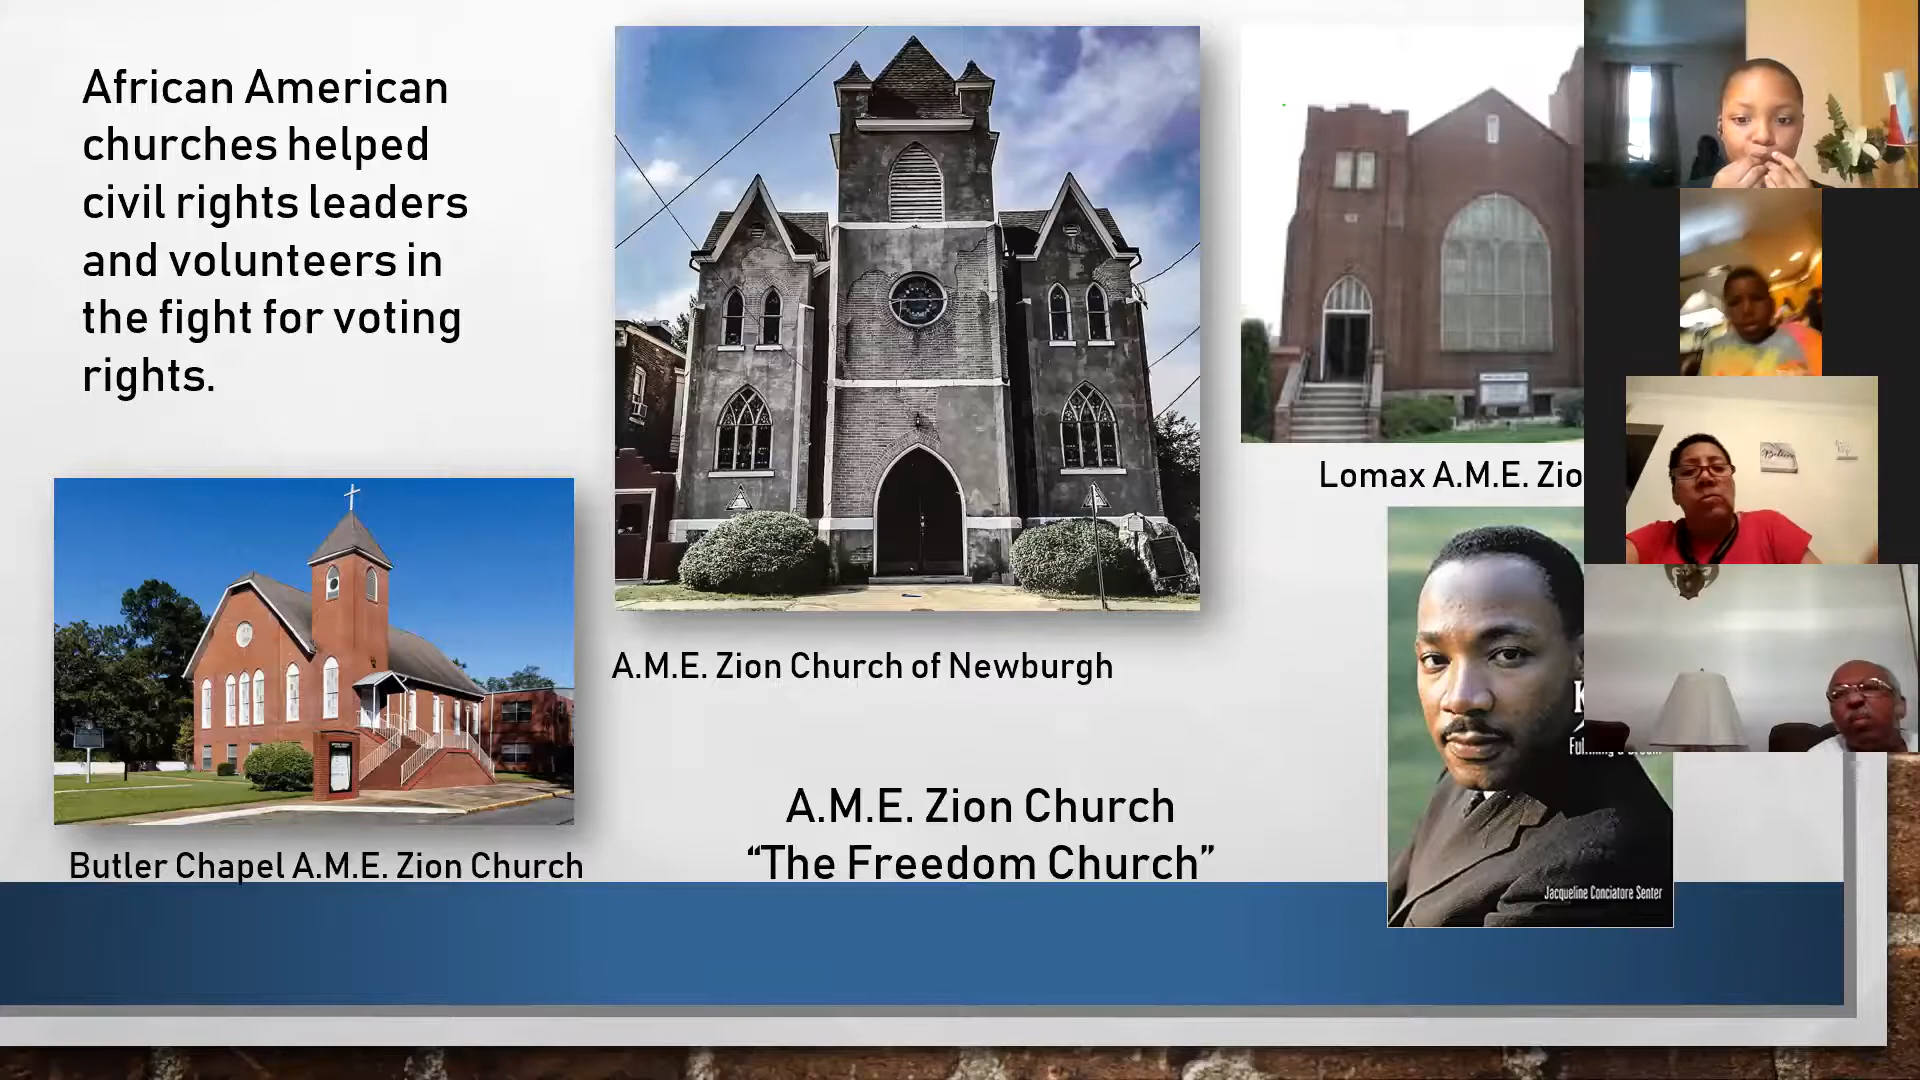 African American
churches helped
civil rights leaders
and volunteers in
the fight for voting
rights.
Lomax A.M.E. Zio
A.M.E. Zion Church of Newburgh
Butler Chapel A.M.E. Zion Church
A.M.E. Zion Church
“The Freedom Church”
K
Jacqueline Conciatore Senter
Believe